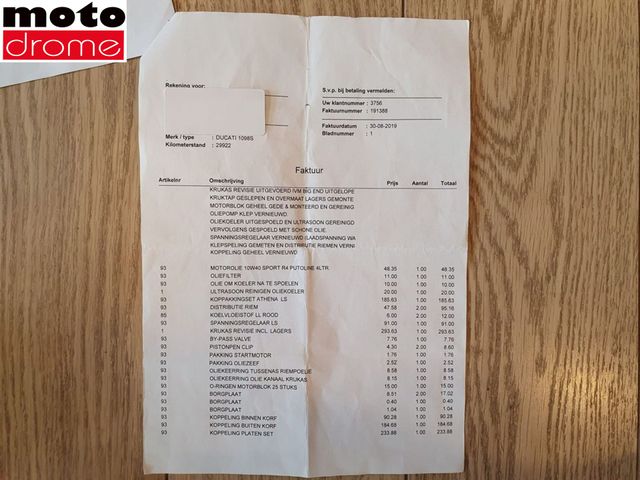 moto
drome
Rekening voor:
S.v.p. bij betaling vermelden:
Uw klantnummer : 3756
Faktuurnummer : 191388
Faktuurdatum : 30-08-2019
Bladnummer : 1
Merk / type : DUCATI 1098S
Kilometerstand : 29922
Faktuur
Artikelnr Omschrijving Prijs Aantal Totaal
KRUKAS REVISIE UITGEVOERD IVM BIG END UITGELOPE
KRUKTAP GESLEPEN EN OVERMAAT LAGERS GEMONTE
MOTORBLOK GEHEEL GEDE & MONTEERD EN GEREINIG
OLIEPOMP KLEP VERNIEUWD
OLIEKOELER UITGESPOELD EN ULTRASOON GEREINIGD
VERVOLGENS GESPOELD MET SCHONE OLIE.
SPANNINGSREGELAAR VERNIEUWD (LAADSPANNING WA
KLEPSPELING GEMETEN EN DISTRIBUTIE RIEMEN VERNI
KOPPELING GEHEEL VERNIEUWD
93 MOTOROLIE 10W40 SPORT R4 PUTOLINE 4LTR 48.35 1.00 48.35
93 OLIEFILTER 11.00 1.00 11.00
93 OLIE OM KOELER NA TE SPOELEN 10.00 1.00 10.00
1 ULTRASOON REINIGEN OLIEKOELER 20.00 1.00 20.00
93 KOPPAKKINGSET ATHENA LS 185.63 1.00 185.63
93 DISTRIBUTIE RIEM 47.58 2.00 95.16
85 KOELVLOEISTOF LL ROOD 6.00 2.00 12.00
93 SPANNINGSREGELAAR LS 91.00 1.00 91.00
1 KRUKAS REVISIE INCL. LAGERS 293.63 1.00 293.63
93 BY-PASS VALVE 7.76 1.00 7.76
93 PISTONPEN CLIP 4.30 2.00 8.60
93 PAKKING STARTMOTOR 1.76 1.00 1.76
93 PAKKING OLIEZEEF 2.52 1.00 2.52
93 OLIEKEERRING TUSSENAS RIEMPOELIE 8.58 1.00 8.58
93 OLIEKEERRING OLIE KANAAL KRUKAS 8.15 1.00 8.15
93 O-RINGEN MOTORBLOK 25 STUKS 15.00 1.00 15.00
93 BORGPLAAT 8.51 2.00 17.02
93 BORGPLAAT 0.40 1.00 0.40
93 BORGPLAAT 1.04 1.00 1.04
93 KOPPELING BINNEN KORF 90.28 1.00 90.28
93 KOPPELING BUITEN KORF 184.68 1.00 184.68
93 KOPPELING PLATEN SET 233.88 1.00 233.88